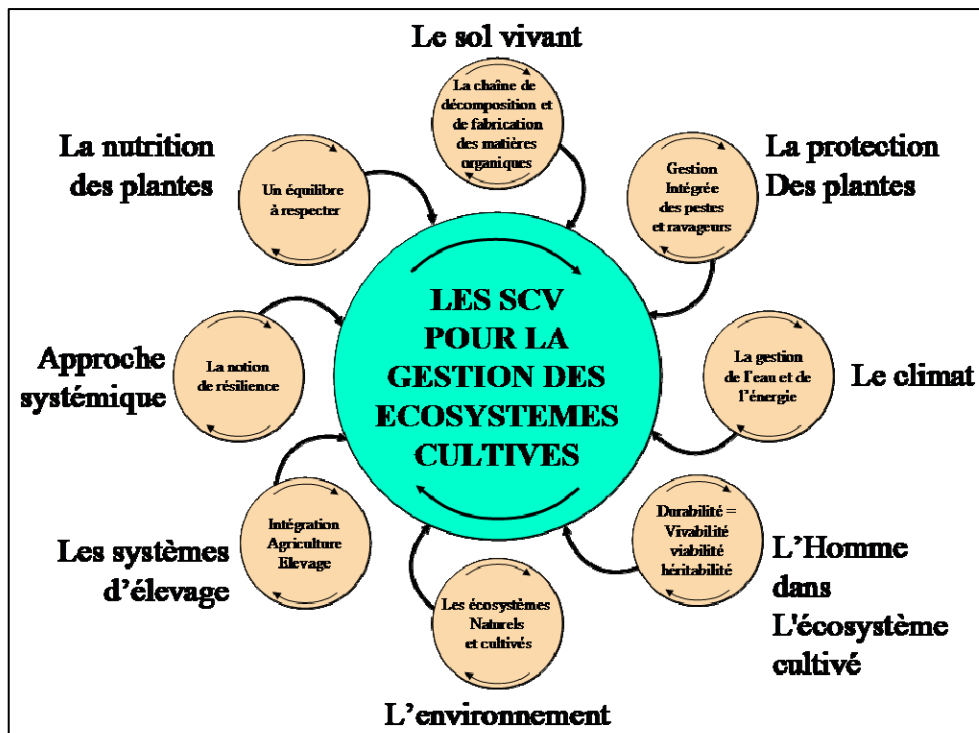 Le sol vivant
La chaîne de
décomposition et
de fabrication
des matières
organiques
La protection
Des plantes
Gestion
Intégrée
des pestes
et ravageurs
Le climat
La gestion
de l'eau et de
l'énergie
L'Homme
dans
L'écosystème
cultivé
Durabilité =
Vivabilité
viabilité
héritabilité
L'environnement
Les écosystèmes
Naturels
et cultivés
Les systèmes
d'élevage
Intégration
Agriculture
Elevage
Approche
systémique
La notion
de résilience
La nutrition
des plantes
Un équilibre
à respecter
LES SCV
POUR LA
GESTION DES
ECOSYSTEMES
CULTIVES